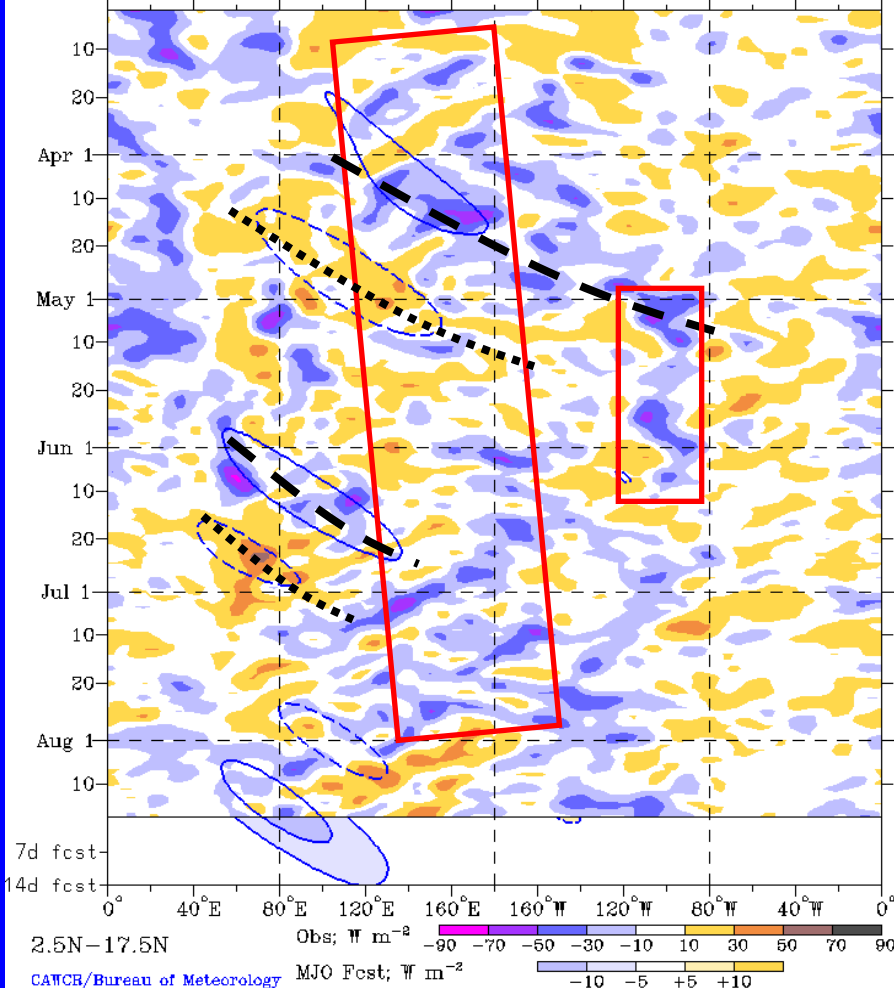 10
20
Apr 1
10
20
May 1
10
20
Jun 1
10
20
Jul 1
10
20
Aug 1
10
7d fcst
14d fcst
0° 40°E 80°E 120°E 160°E 160°W 120°W 80°W 40°W 0°
2.5N-17.5N
Obs; W m⁻²
-90 -70 -50 -30 -10 10 30 50 70 90
CAWCR/Bureau of Meteorology
MJO Fcst; W m⁻²
-10 -5 +5 +10